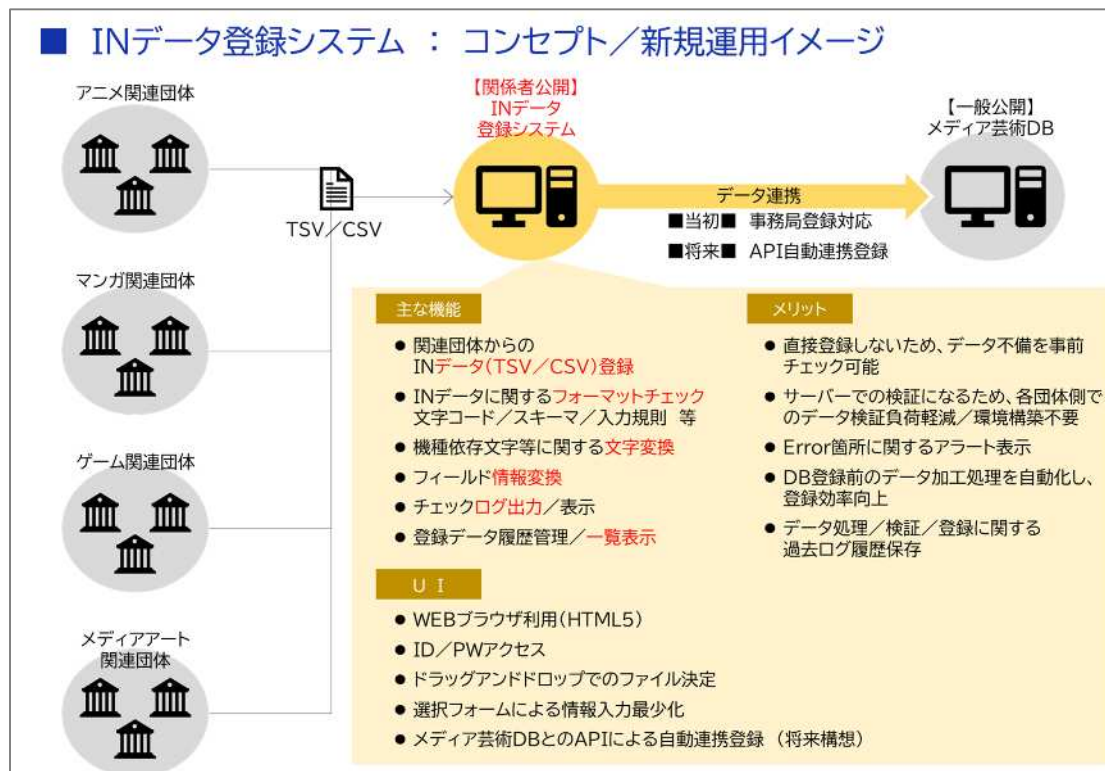 ■ INデータ登録システム : コンセプト／新規運用イメージ
アニメ関連団体
マンガ関連団体
ゲーム関連団体
メディアアート
関連団体
TSV／CSV
【関係者公開】
INデータ
登録システム
データ連携
■当初■ 事務局登録対応
■将来■ API自動連携登録
【一般公開】
メディア芸術DB
主な機能
● 関連団体からの
INデータ(TSV／CSV)登録
● INデータに関するフォーマットチェック
文字コード／スキーマ／入力規則 等
● 機種依存文字等に関する文字変換
● フィールド情報変換
● チェックログ出力／表示
● 登録データ履歴管理／一覧表示
メリット
● 直接登録しないため、データ不備を事前
チェック可能
● サーバーでの検証になるため、各団体側で
のデータ検証負荷軽減／環境構築不要
● Error箇所に関するアラート表示
● DB登録前のデータ加工処理を自動化し、
登録効率向上
● データ処理／検証／登録に関する
過去ログ履歴保存
U I
● WEBブラウザ利用(HTML5)
● ID／PWアクセス
● ドラッグアンドドロップでのファイル決定
● 選択フォームによる情報入力最少化
● メディア芸術DBとのAPIによる自動連携登録 (将来構想)